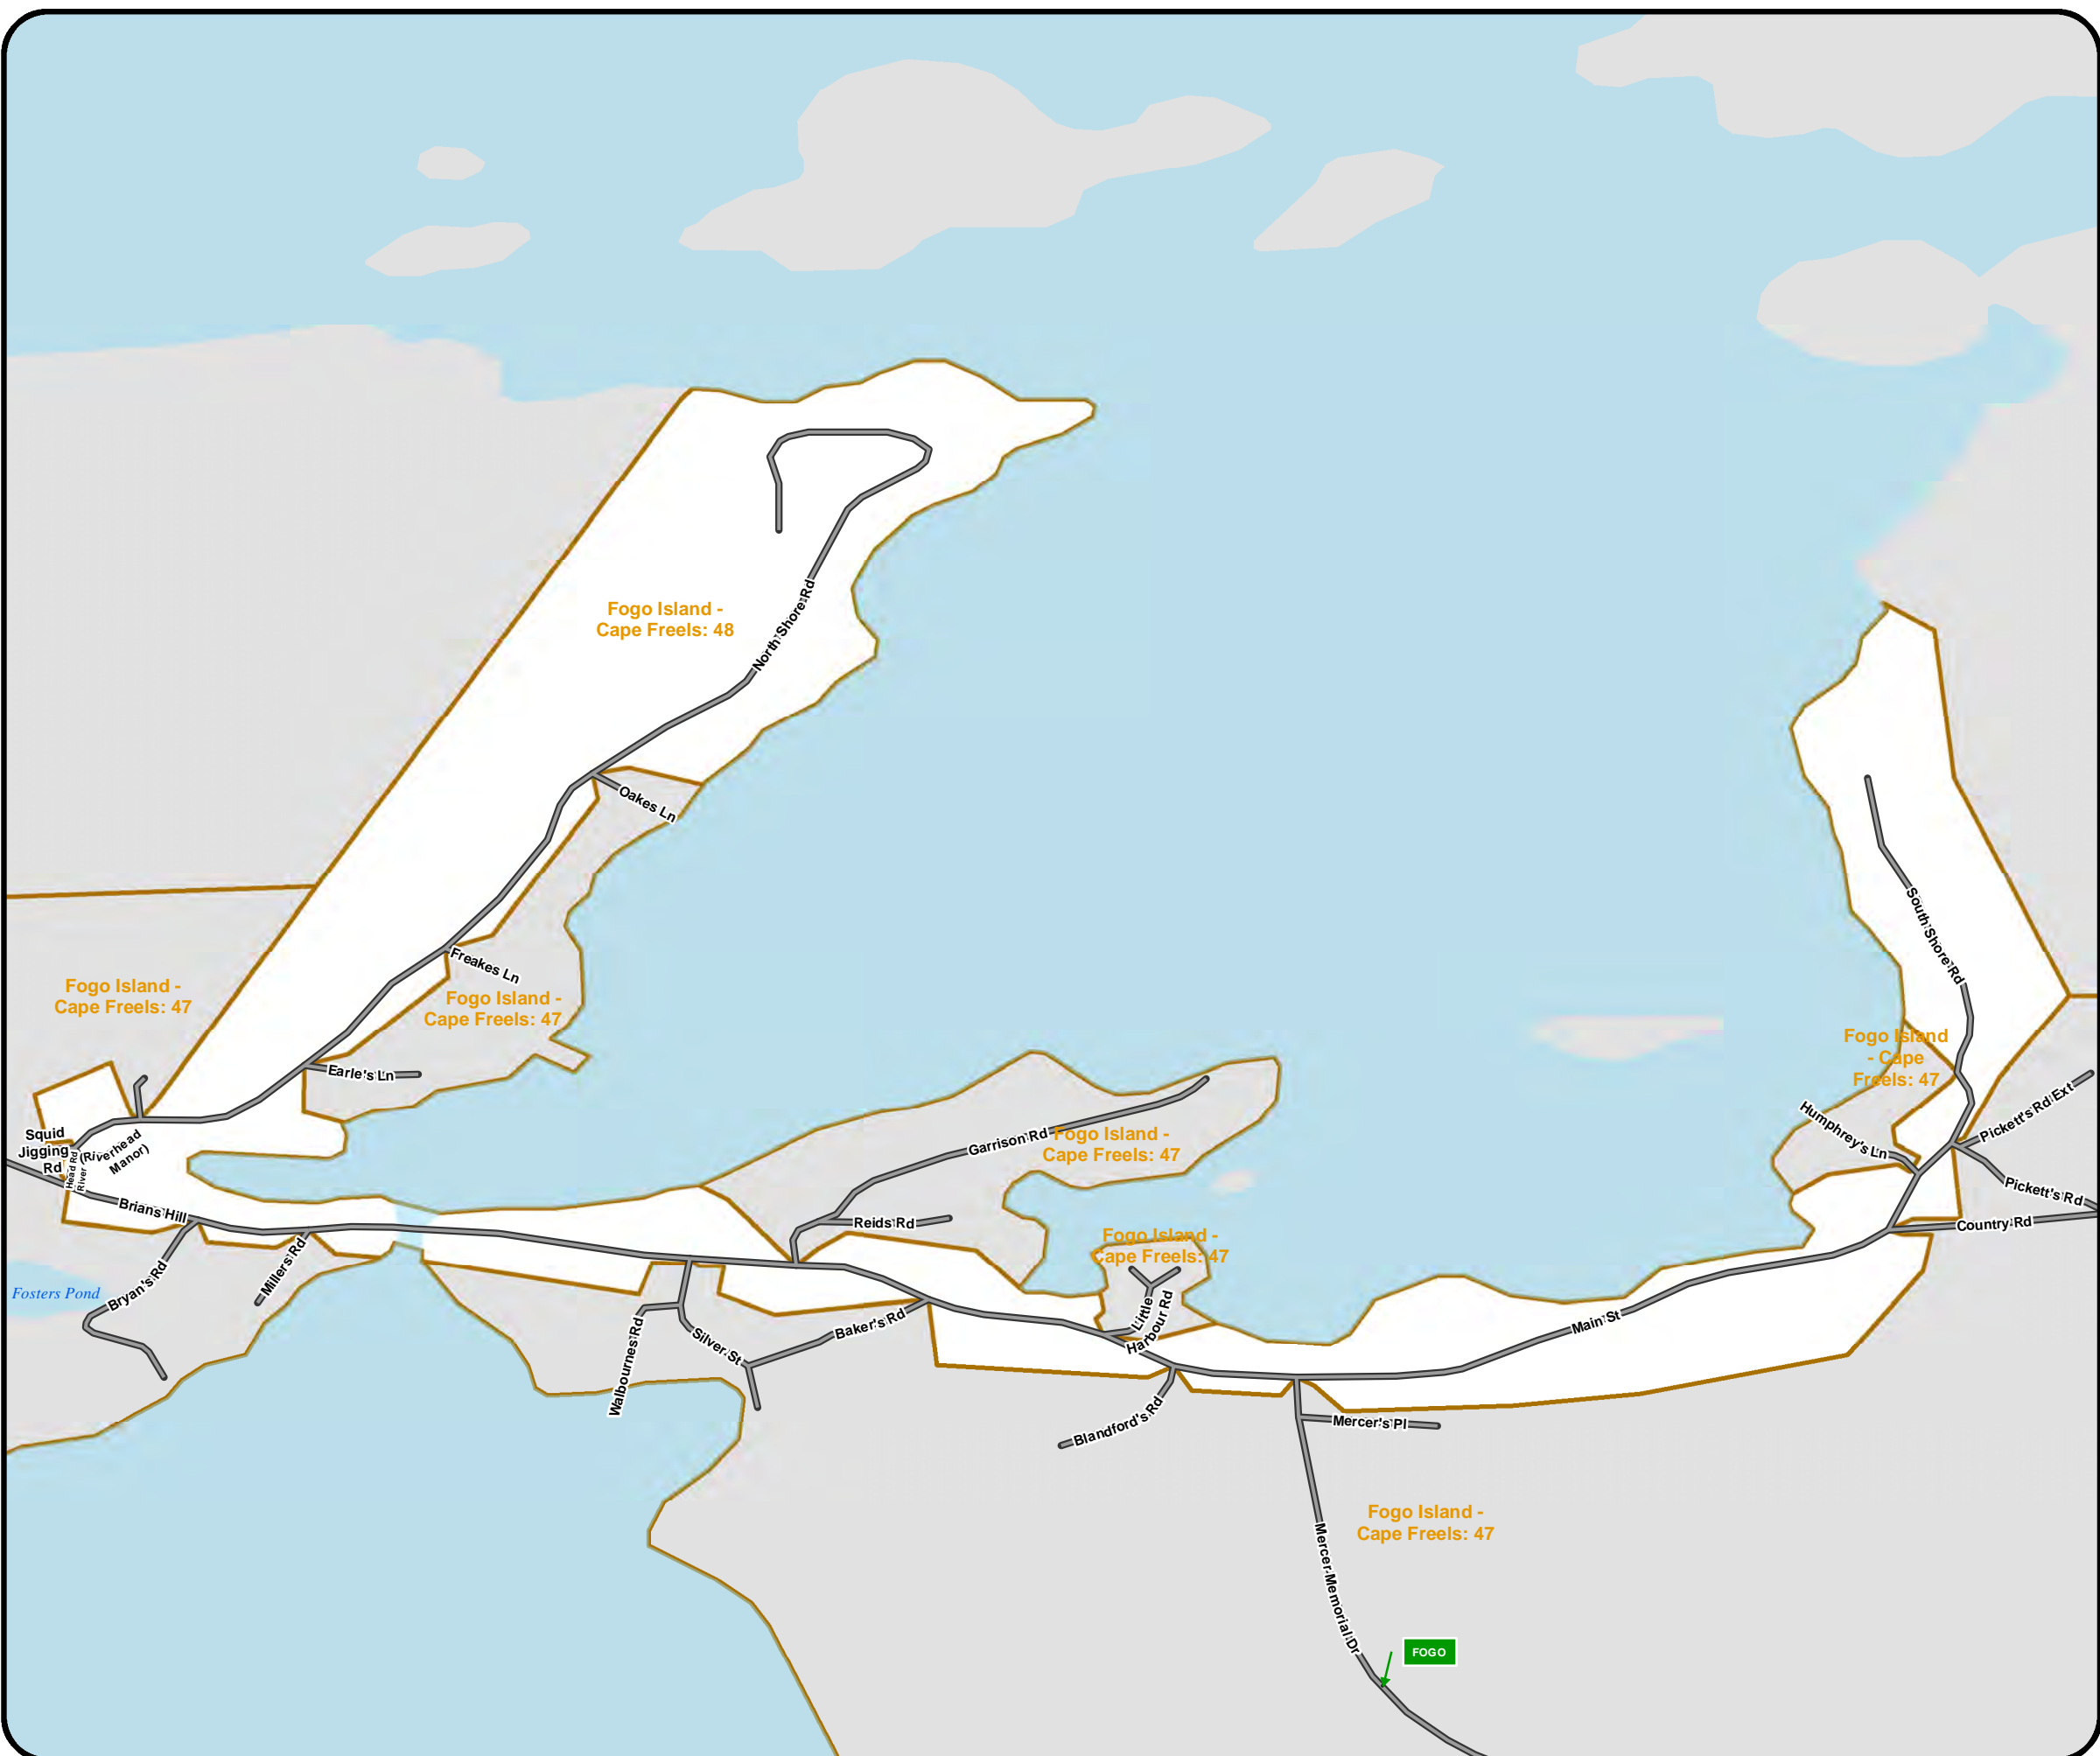 Fogo Island -
Cape Freels: 48
North Shore Rd
Oakes Ln
South Shore Rd
Freakes Ln
Fogo Island -
Cape Freels: 47
Fogo Island -
Cape Freels: 47
Fogo Island
- Cape
Freels: 47
Earle's Ln
Squid
Jigging
Rd
River
Head Rd
(Riverhead
Manor)
Garrison Rd
Fogo Island -
Cape Freels: 47
Humphrey's Ln
Pickett's Rd Ext
Pickett's Rd
Country Rd
Brians Hill
Reids Rd
Fogo Island -
Cape Freels: 47
Fosters Pond
Bryan's Rd
Millers Rd
Walbournes Rd
Silver St
Baker's Rd
Little
Harbour Rd
Main St
Blandford's Rd
Mercer's Pl
Fogo Island -
Cape Freels: 47
Mercer Memorial Dr
FOGO